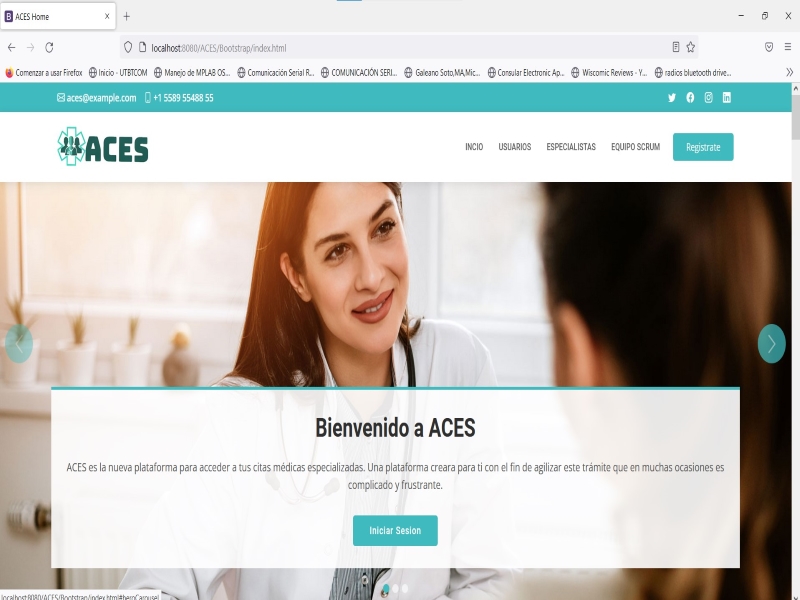 ACES Home
localhost:8080/ACES/Bootstrap/index.html
Comenzar a usar Firefox
Inicio - UTBTCOM
Manejo de MPLAB OS...
Comunicación Serial R...
COMUNICACIÓN SERI...
Galeano Soto,MA,Mic...
Consular Electronic Ap...
Wiscomic Reviews - Y...
radios bluetooth drive...
aces@example.com
+1 5589 55488 55
ACES
INCIO
USUARIOS
ESPECIALISTAS
EQUIPO SCRUM
Registrate
Bienvenido a ACES
ACES es la nueva plataforma para acceder a tus citas médicas especializadas. Una plataforma creara para ti con el fin de agilizar este trámite que en muchas ocasiones es
complicado y frustrante.
Iniciar Sesion
localhost:8080/ACES/Bootstrap/index.html#heroCarousel